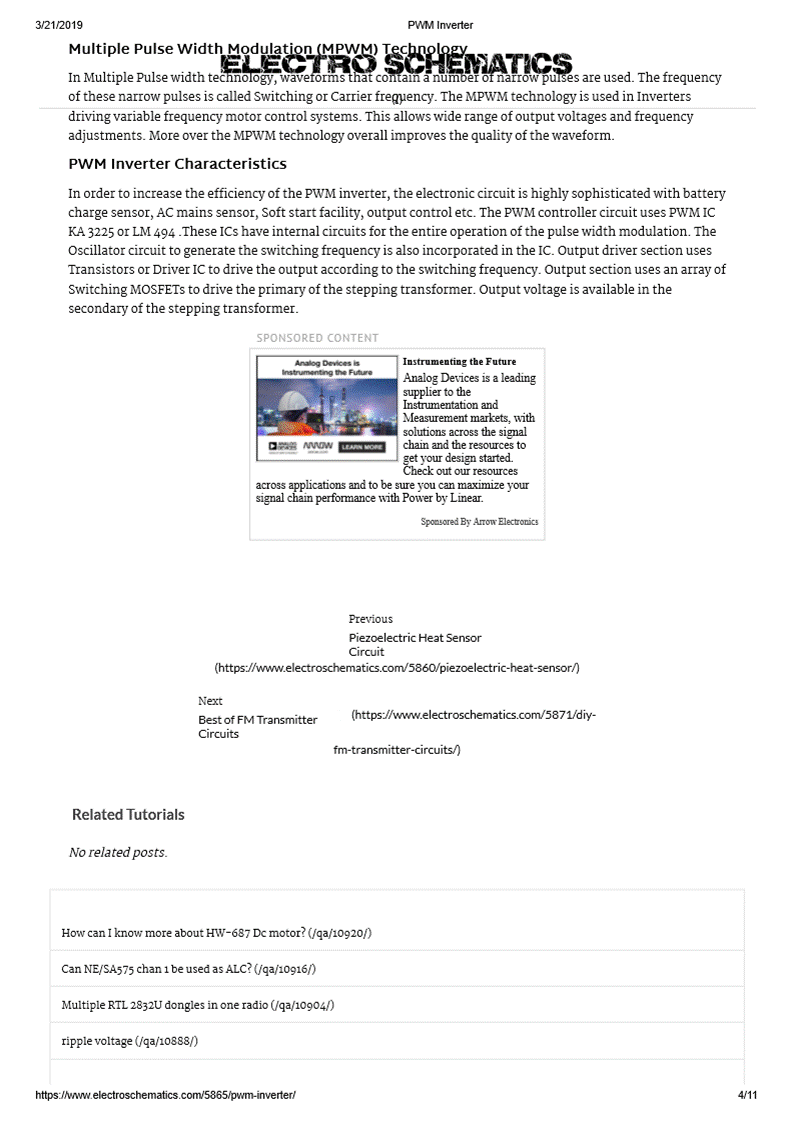 3/21/2019 PWM Inverter
Multiple Pulse Width Modulation (MPWM) Technology
ELECTRO SCHEMATICS
In Multiple Pulse width technology, waveforms that contain a number of narrow pulses are used. The frequency
of these narrow pulses is called Switching or Carrier frequency. The MPWM technology is used in Inverters
driving variable frequency motor control systems. This allows wide range of output voltages and frequency
adjustments. More over the MPWM technology overall improves the quality of the waveform.
PWM Inverter Characteristics
In order to increase the efficiency of the PWM inverter, the electronic circuit is highly sophisticated with battery
charge sensor, AC mains sensor, Soft start facility, output control etc. The PWM controller circuit uses PWM IC
KA 3225 or LM 494 .These ICs have internal circuits for the entire operation of the pulse width modulation. The
Oscillator circuit to generate the switching frequency is also incorporated in the IC. Output driver section uses
Transistors or Driver IC to drive the output according to the switching frequency. Output section uses an array of
Switching MOSFETs to drive the primary of the stepping transformer. Output voltage is available in the
secondary of the stepping transformer.
SPONSORED CONTENT
Analog Devices is
Instrumenting the Future
ANALOG
DEVICES
ARROW
LEARN MORE
Instrumenting the Future
Analog Devices is a leading
supplier to the
Instrumentation and
Measurement markets, with
solutions across the signal
chain and the resources to
get your design started.
Check out our resources
across applications and to be sure you can maximize your
signal chain performance with Power by Linear.
Sponsored By Arrow Electronics
Previous
Piezoelectric Heat Sensor
Circuit
(https://www.electroschematics.com/5860/piezoelectric-heat-sensor/)
Next
Best of FM Transmitter
Circuits
(https://www.electroschematics.com/5871/diy-
fm-transmitter-circuits/)
Related Tutorials
No related posts.
How can I know more about HW-687 Dc motor? (/qa/10920/)
Can NE/SA575 chan 1 be used as ALC? (/qa/10916/)
Multiple RTL 2832U dongles in one radio (/qa/10904/)
ripple voltage (/qa/10888/)
https://www.electroschematics.com/5865/pwm-inverter/ 4/11